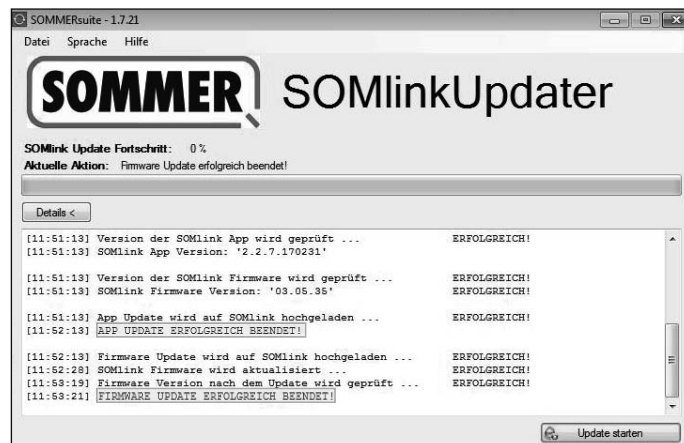 SOMMERsuite - 1.7.21
Datei Sprache Hilfe
SOMMER
SOMlinkUpdater
SOMlink Update Fortschritt: 0 %
Aktuelle Aktion: Firmware Update erfolgreich beendet!
Details <
[11:51:13] Version der SOMlink App wird geprüft ... ERFOLGREICH!
[11:51:13] SOMlink App Version: '2.2.7.170231'
[11:51:13] Version der SOMlink Firmware wird geprüft ... ERFOLGREICH!
[11:51:13] SOMlink Firmware Version: '03.05.35'
[11:51:13] App Update wird auf SOMlink hochgeladen ... ERFOLGREICH!
[11:52:13] APP UPDATE ERFOLGREICH BEENDET!
[11:52:13] Firmware Update wird auf SOMlink hochgeladen ... ERFOLGREICH!
[11:52:28] SOMlink Firmware wird aktualisiert ... ERFOLGREICH!
[11:53:19] Firmware Version nach dem Update wird geprüft ... ERFOLGREICH!
[11:53:21] FIRMWARE UPDATE ERFOLGREICH BEENDET!
Update starten